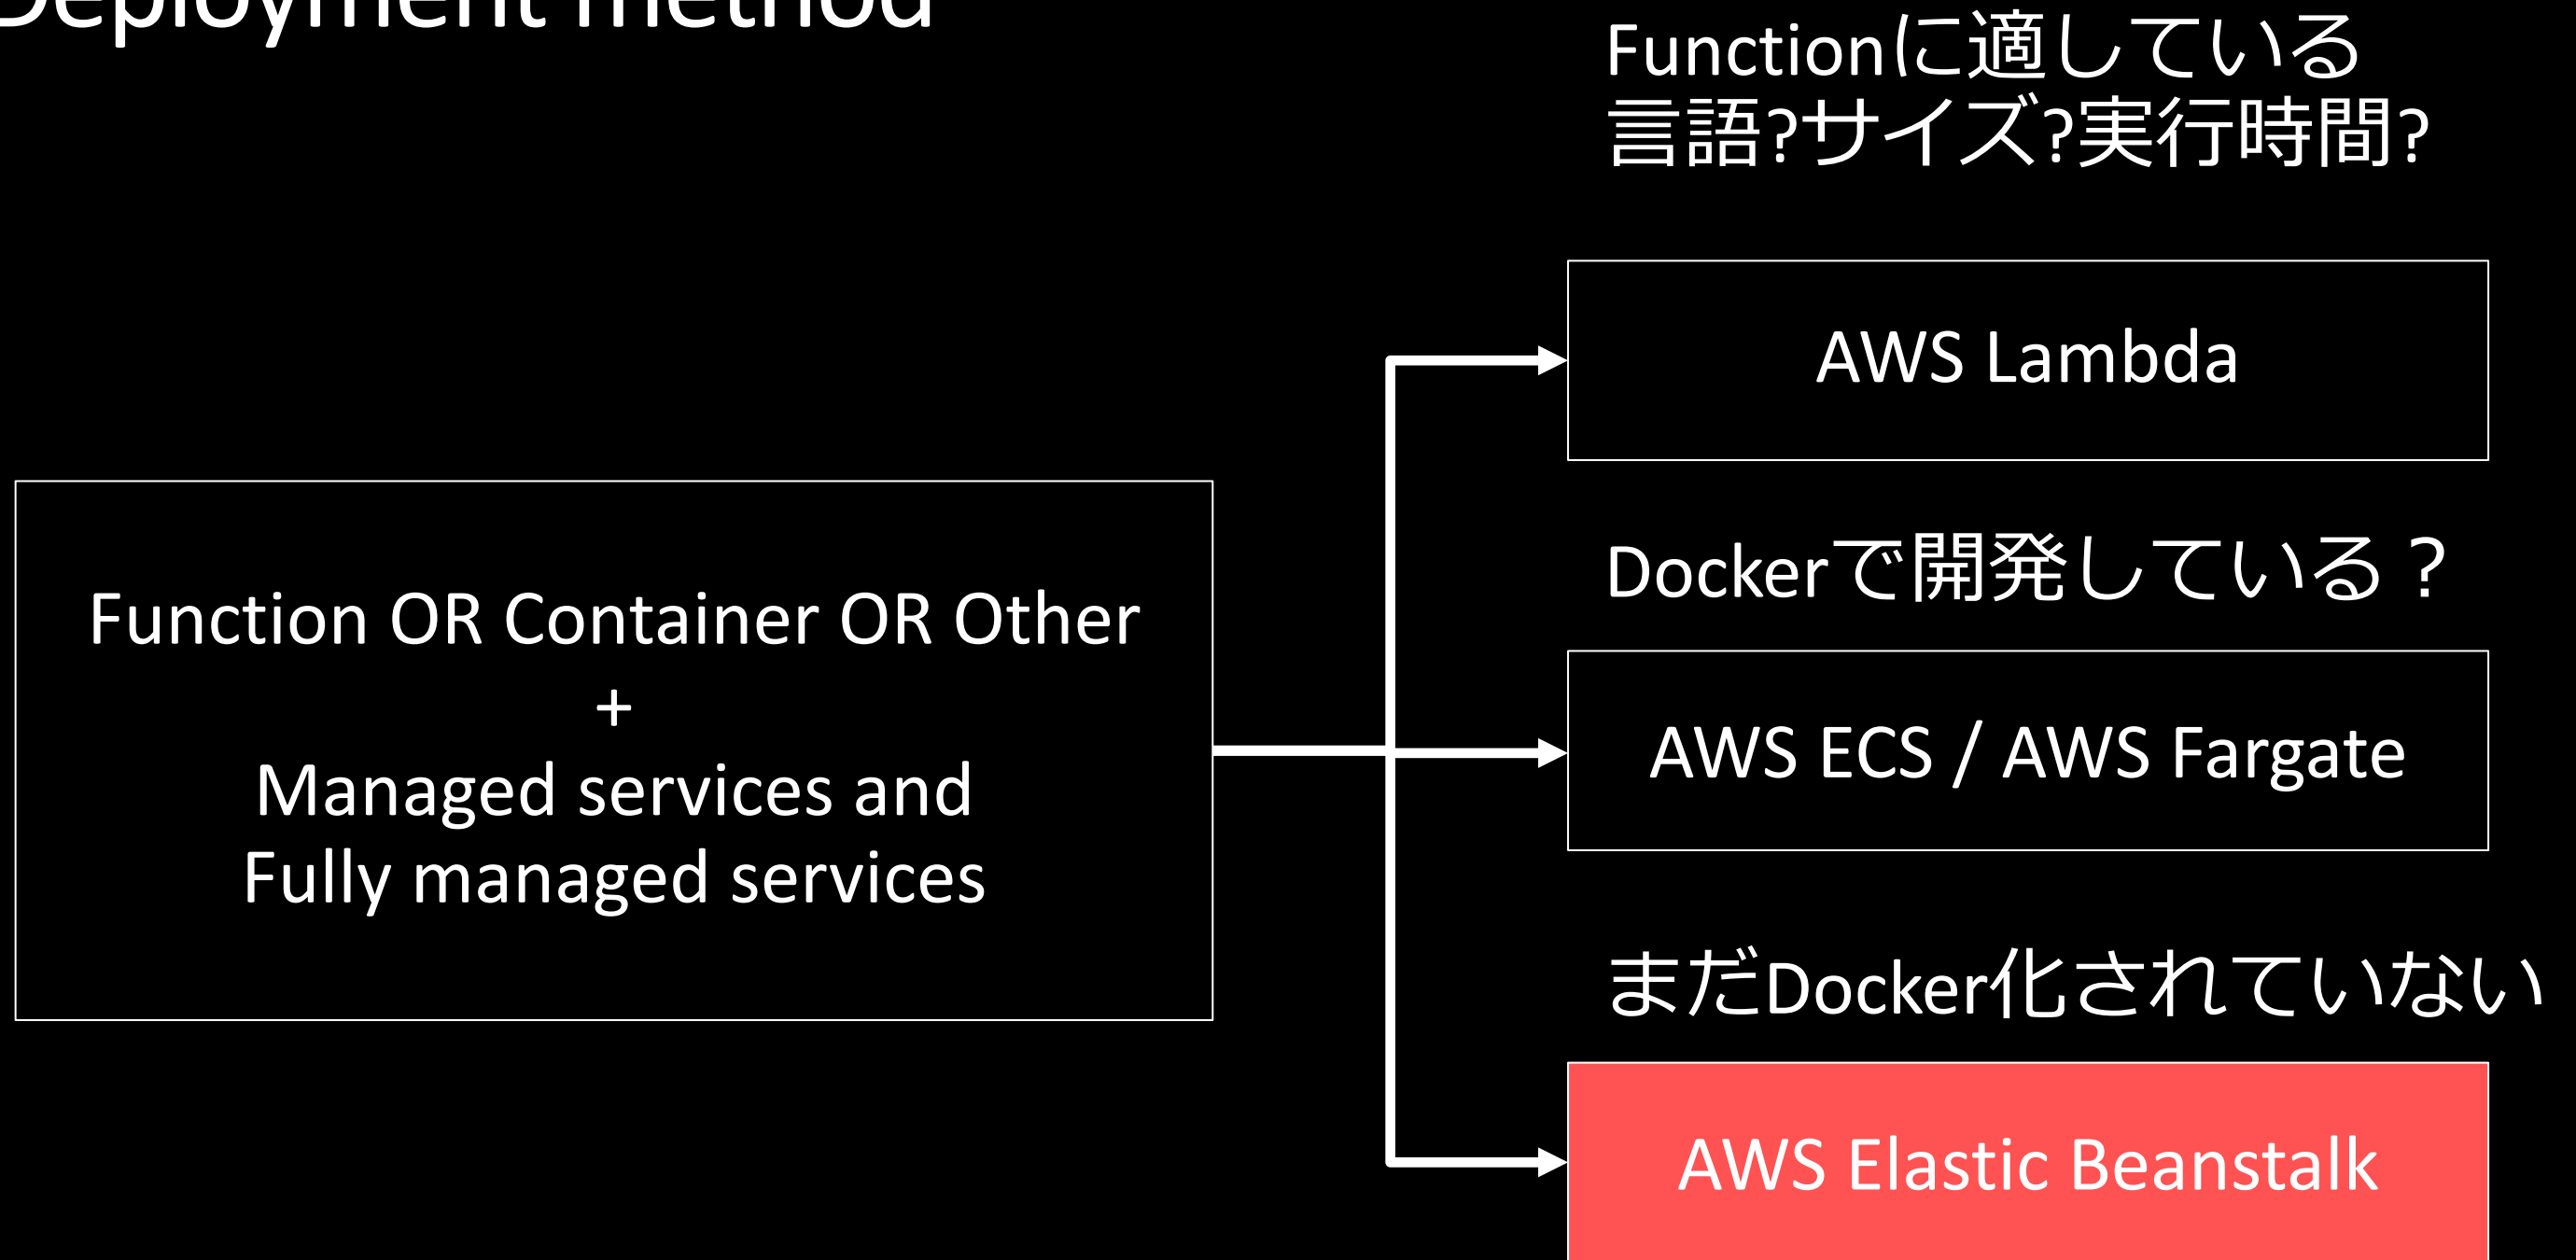 Deployment method
Functionに適している
言語?サイズ?実行時間?
AWS Lambda
Function OR Container OR Other
+
Managed services and
Fully managed services
Dockerで開発している？
AWS ECS / AWS Fargate
まだDocker化されていない
AWS Elastic Beanstalk